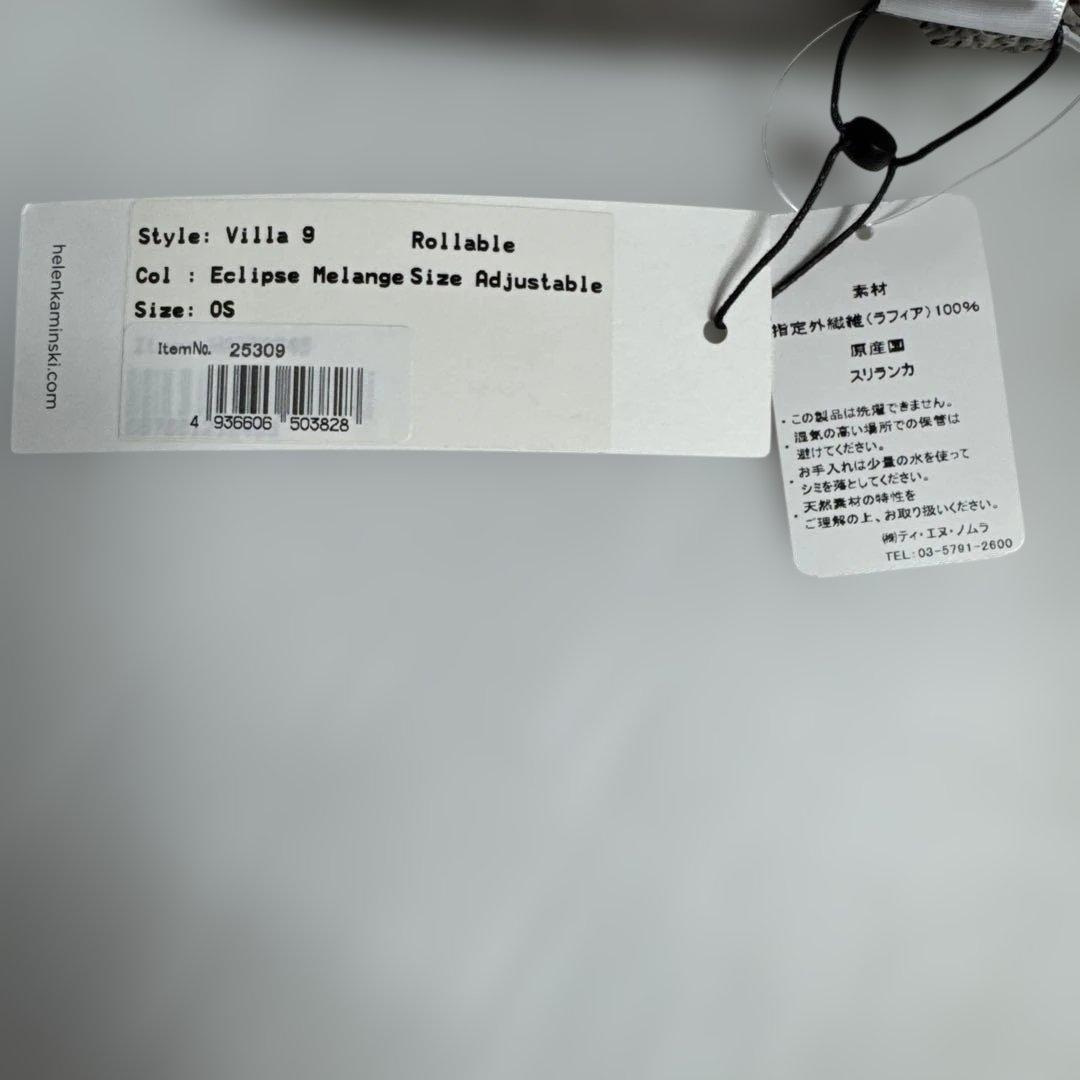 helenkaminski.com
Style: Villa 9
Rollable
Col : Eclipse Melange Size Adjustable
Size: OS
ItemNo. 25309
4 936606 503828
素材
指定外繊維(ラフィア)100%
原産国
スリランカ
・この製品は洗濯できません。
湿気の高い場所での保管は
・避けてください。
お手入れは少量の水を使って
・シミを落としてください。
天然素材の特性を
・ご理解の上、お取り扱いください。
㈱ティ・エヌ・ノムラ
TEL:03-5791-2600